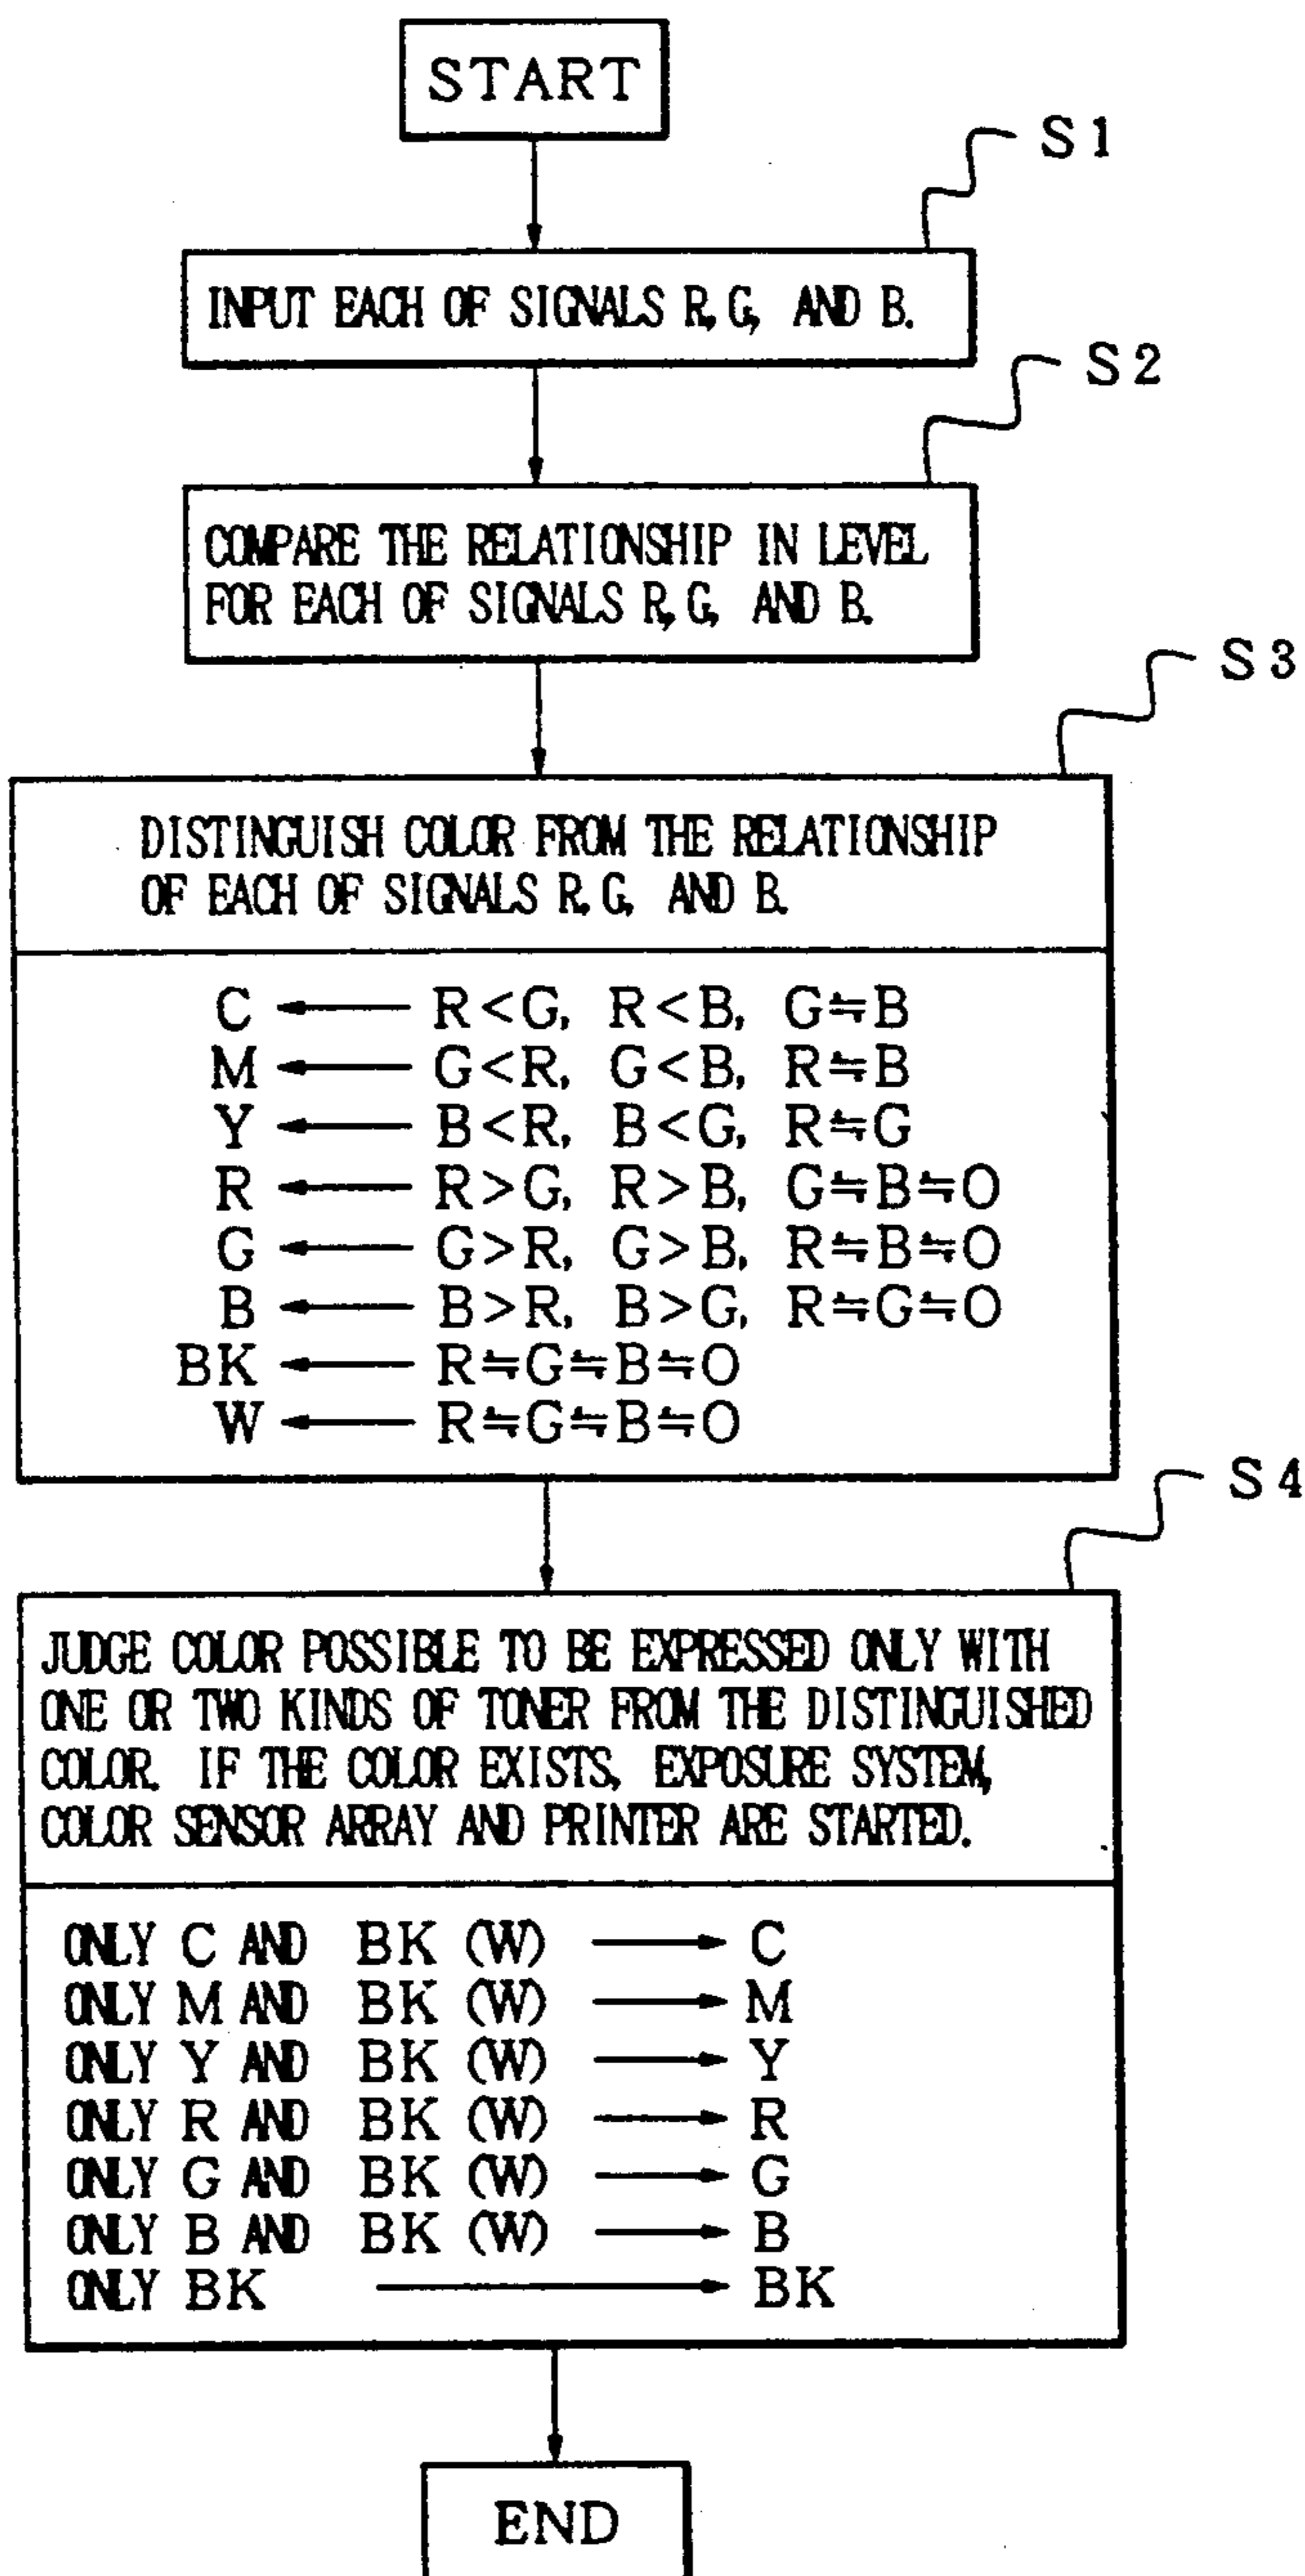 START
S1
INPUT EACH OF SIGNALS R, G, AND B.
S2
COMPARE THE RELATIONSHIP IN LEVEL
FOR EACH OF SIGNALS R, G, AND B.
S3
DISTINGUISH COLOR FROM THE RELATIONSHIP
OF EACH OF SIGNALS R, G, AND B.
C ← R<G, R<B, G≒B
M ← G<R, G<B, R≒B
Y ← B<R, B<G, R≒G
R ← R>G, R>B, G≒B≒O
G ← G>R, G>B, R≒B≒O
B ← B>R, B>G, R≒G≒O
BK ← R≒G≒B≒O
W ← R≒G≒B≒O
S4
JUDGE COLOR POSSIBLE TO BE EXPRESSED ONLY WITH
ONE OR TWO KINDS OF TONER FROM THE DISTINGUISHED
COLOR. IF THE COLOR EXISTS, EXPOSURE SYSTEM,
COLOR SENSOR ARRAY AND PRINTER ARE STARTED.
ONLY C AND BK (W) → C
ONLY M AND BK (W) → M
ONLY Y AND BK (W) → Y
ONLY R AND BK (W) → R
ONLY G AND BK (W) → G
ONLY B AND BK (W) → B
ONLY BK → BK
END